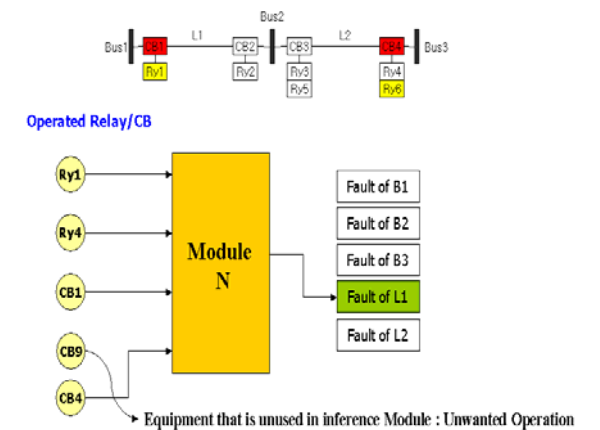 Bus2
Bus1 CB1 L1 CB2 CB3 L2 CB4 Bus3
Ry1 Ry2 Ry3 Ry4
Ry5 Ry6
Operated Relay/CB
Ry1
Ry4
CB1
CB9
CB4
Module
N
Fault of B1
Fault of B2
Fault of B3
Fault of L1
Fault of L2
Equipment that is unused in inference Module : Unwanted Operation